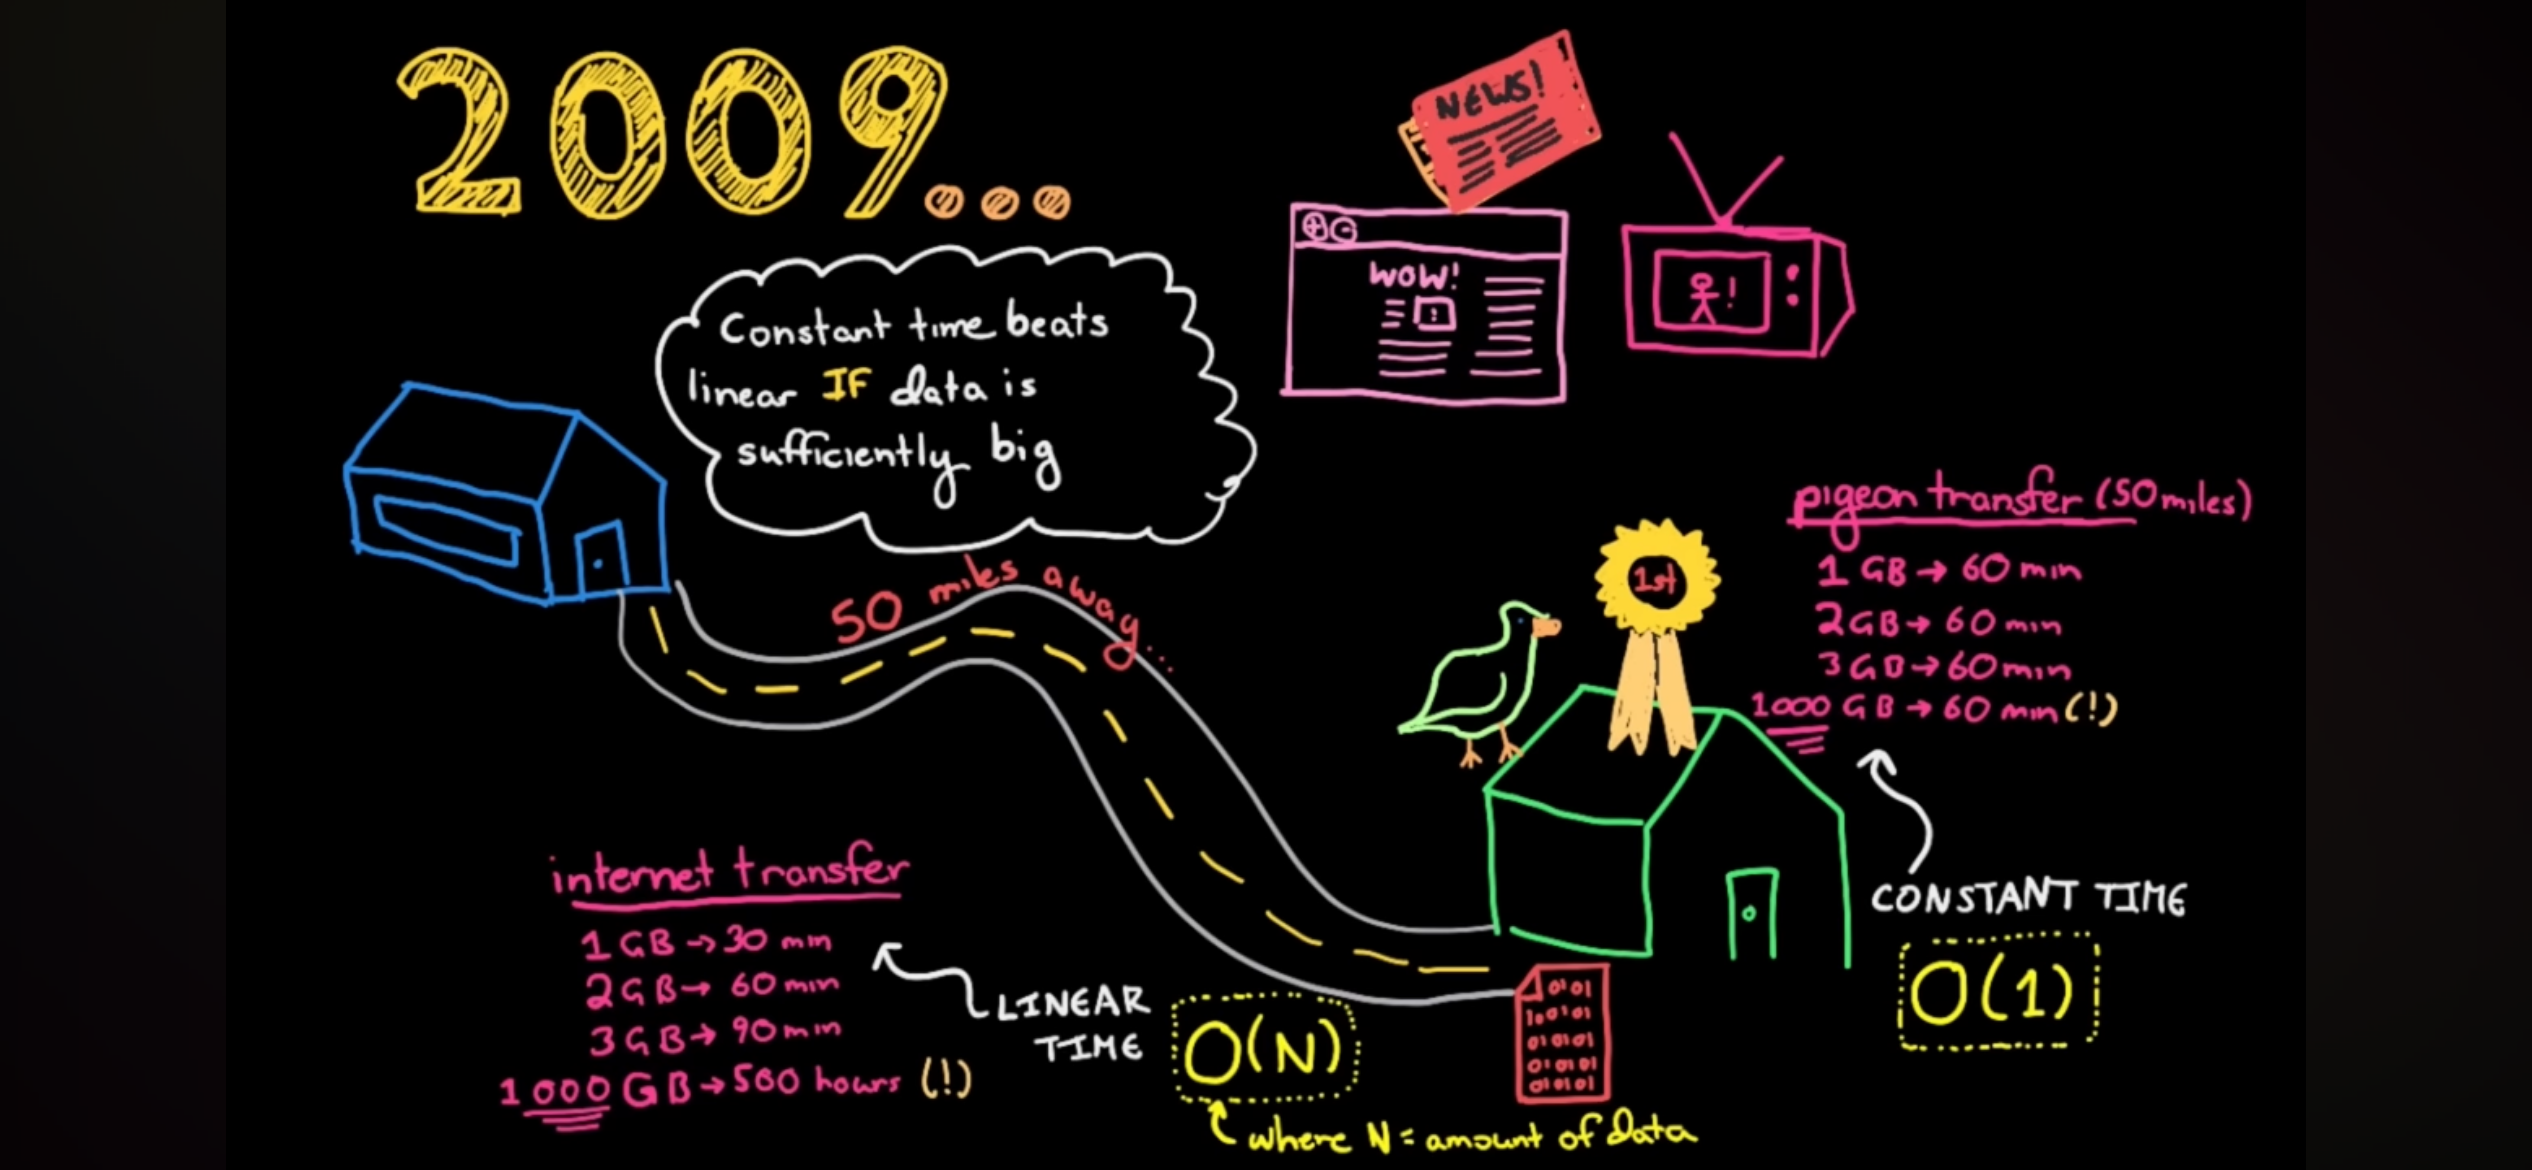 2009...
NEWS!
WOW!
!
!
Constant time beats
linear IF data is
sufficiently big
50 miles away...
1st
pigeon transfer (50 miles)
1 GB → 60 min
2 GB → 60 min
3 GB → 60 min
1000 GB → 60 min (!)
CONSTANT TIME
O(1)
internet transfer
1 GB → 30 min
2 GB → 60 min
3 GB → 90 min
1000 GB → 500 hours (!)
LINEAR
TIME
O(N)
where N = amount of data
0101
100101
010101
010101
010101